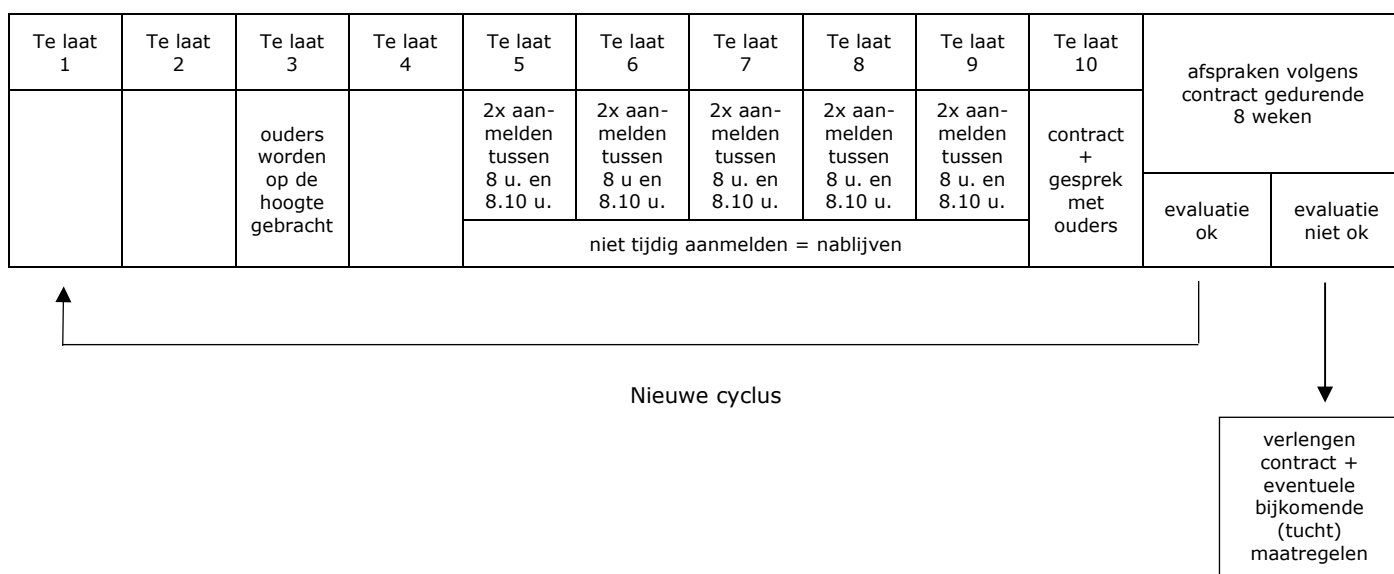 Te laat
1
Te laat
2
Te laat
3
Te laat
4
Te laat
5
Te laat
6
Te laat
7
Te laat
8
Te laat
9
Te laat
10
afspraken volgens
contract gedurende
8 weken
ouders
worden
op de
hoogte
gebracht
2x aan-
melden
tussen
8 u. en
8.10 u.
2x aan-
melden
tussen
8 u en
8.10 u.
2x aan-
melden
tussen
8 u. en
8.10 u.
2x aan-
melden
tussen
8 u. en
8.10 u.
2x aan-
melden
tussen
8 u. en
8.10 u.
niet tijdig aanmelden = nablijven
contract
+
gesprek
met
ouders
evaluatie
ok
evaluatie
niet ok
Nieuwe cyclus
verlengen
contract +
eventuele
bijkomende
(tucht)
maatregelen